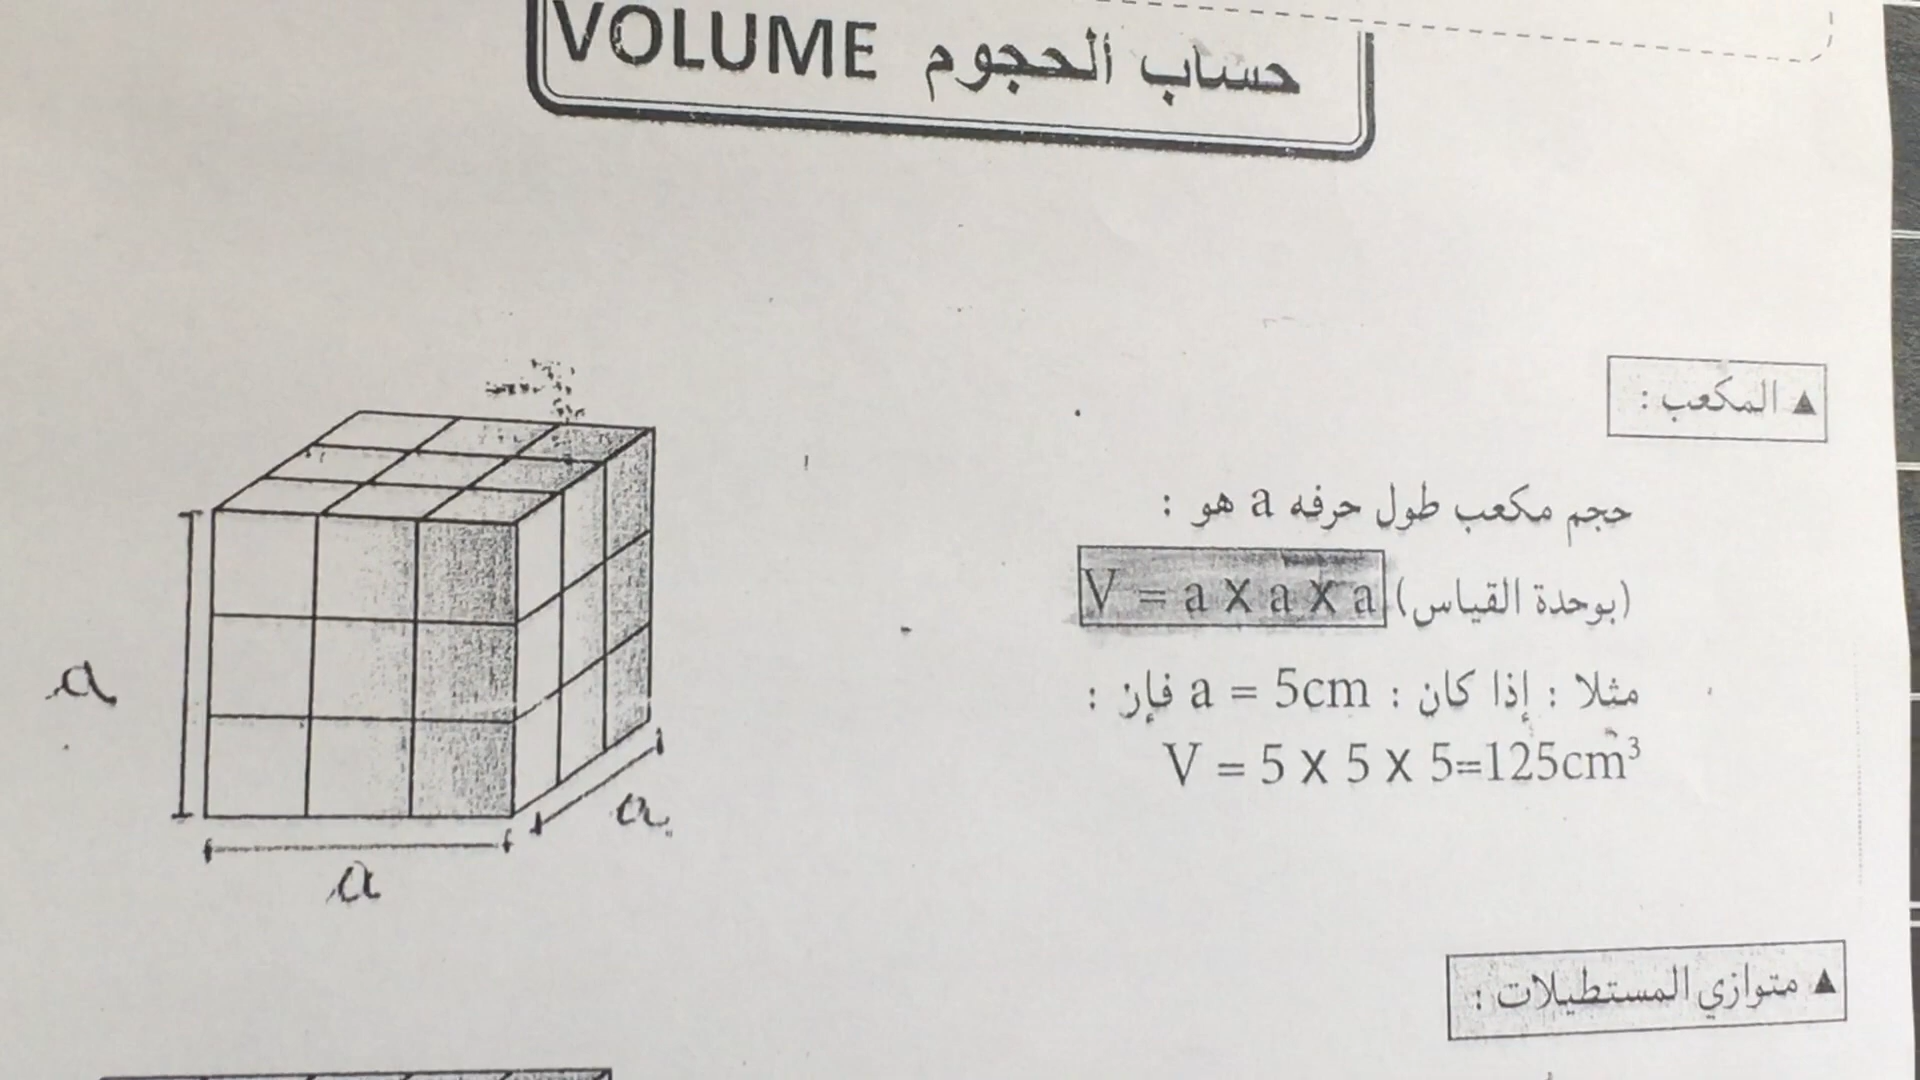 حساب الحجوم VOLUME
▲ المكعب :
حجم مكعب طول حرفه a هو :
(بوحدة القياس) V = a x a x a
مثلا : إذا كان : a = 5cm فإن :
V = 5 x 5 x 5=125cm³
a
a
a
▲ متوازي المستطيلات :